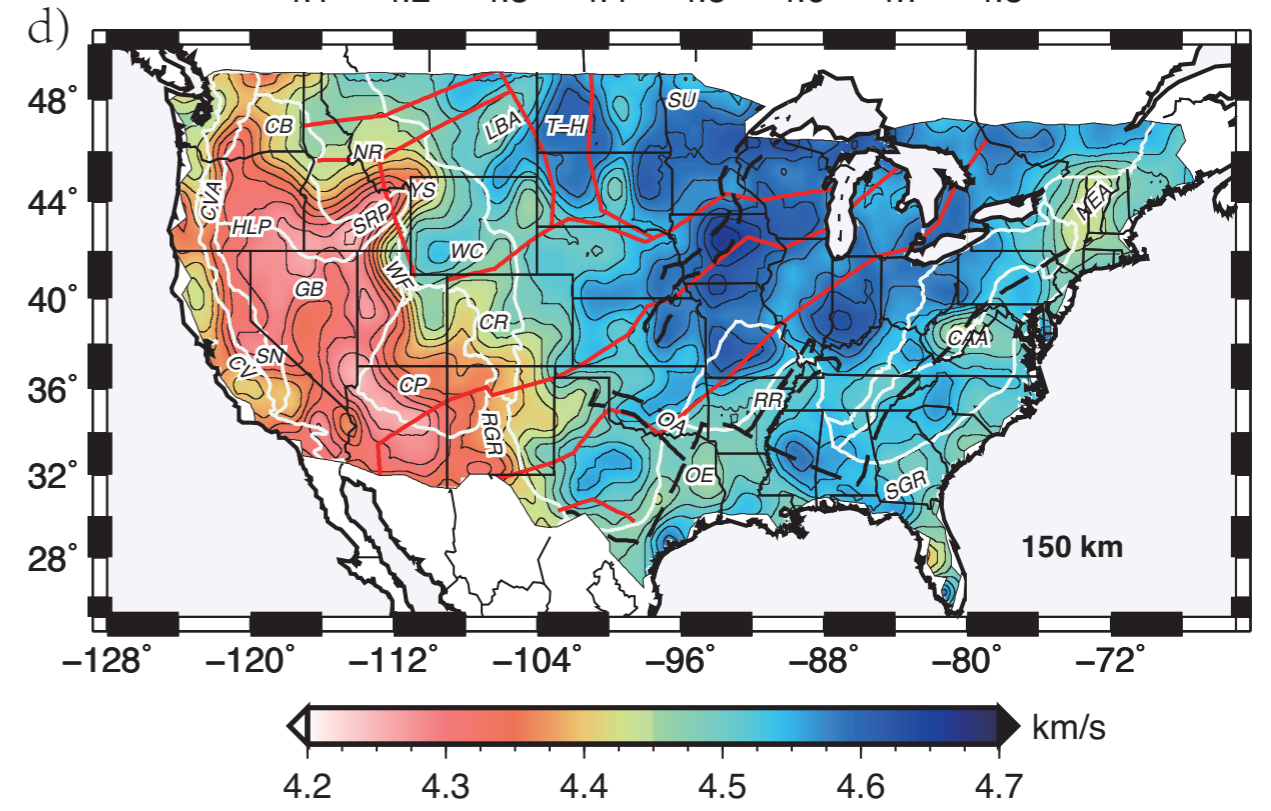 d)
48°
44°
40°
36°
32°
28°
SU
CB
LBA
T–H
NR
CVA
YS
NEA
HLP
SRP
WC
WF
GB
CR
CAA
SN
CV
CP
RR
RGR
OA
OE
SGR
150 km
−128° −120° −112° −104° −96° −88° −80° −72°
km/s
4.2 4.3 4.4 4.5 4.6 4.7